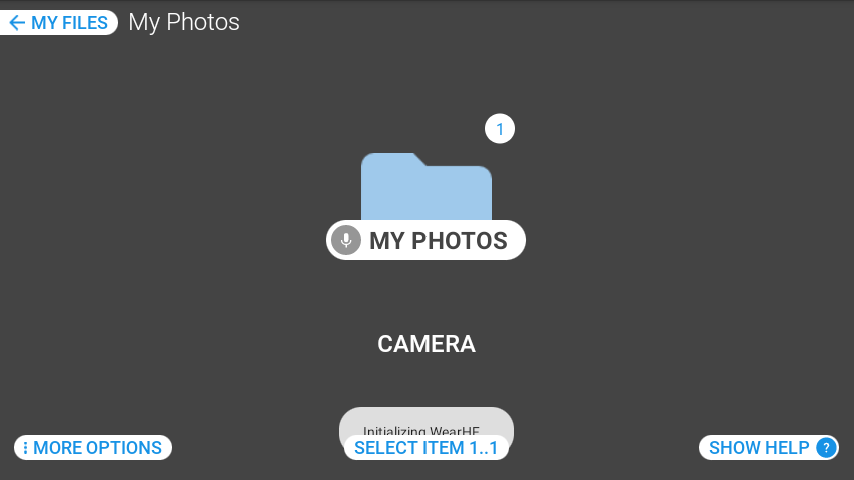 MY FILES
My Photos
1
MY PHOTOS
CAMERA
Initializing WearHF
MORE OPTIONS
SELECT ITEM 1..1
SHOW HELP ?